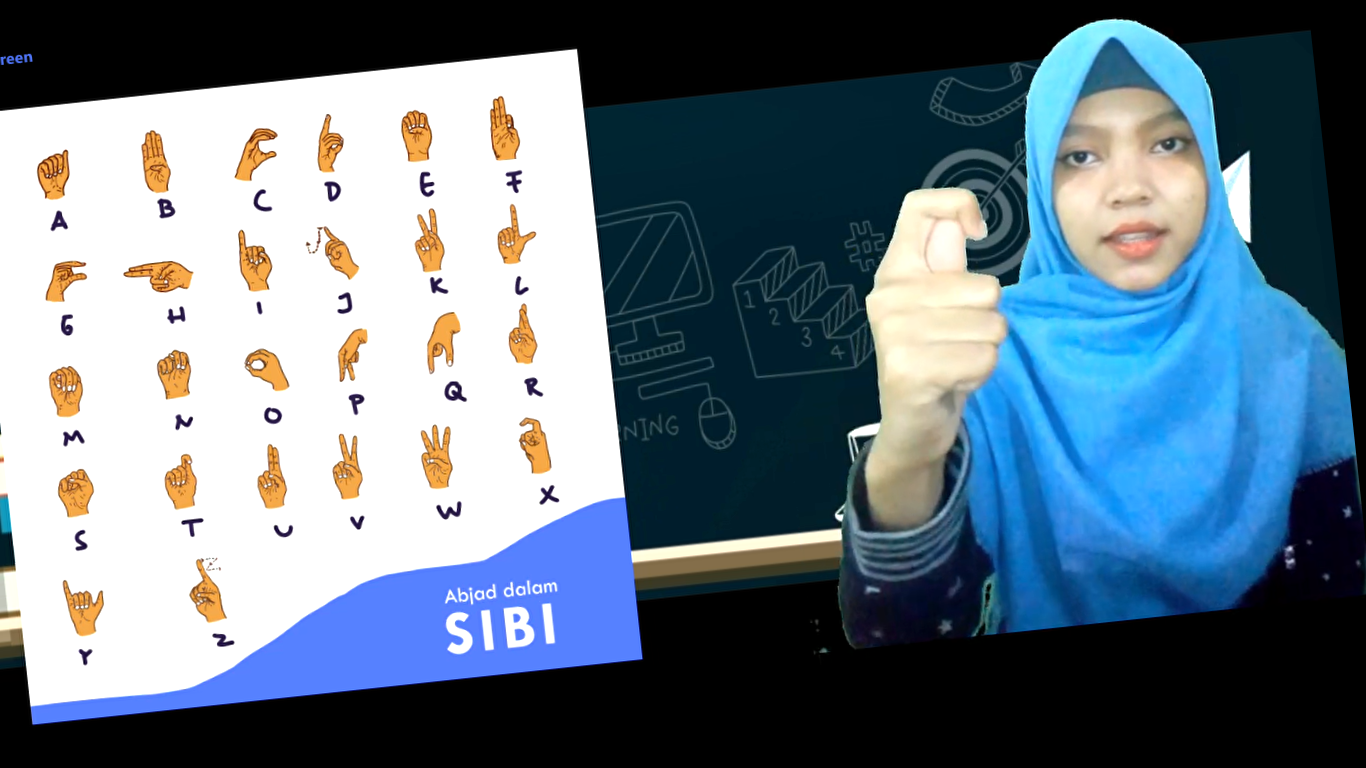 reen
A B C D E F
G H I J K L
M N O P Q R
S T U V W X
Y Z
Abjad dalam
SIBI
#
1
2
3
4
NING